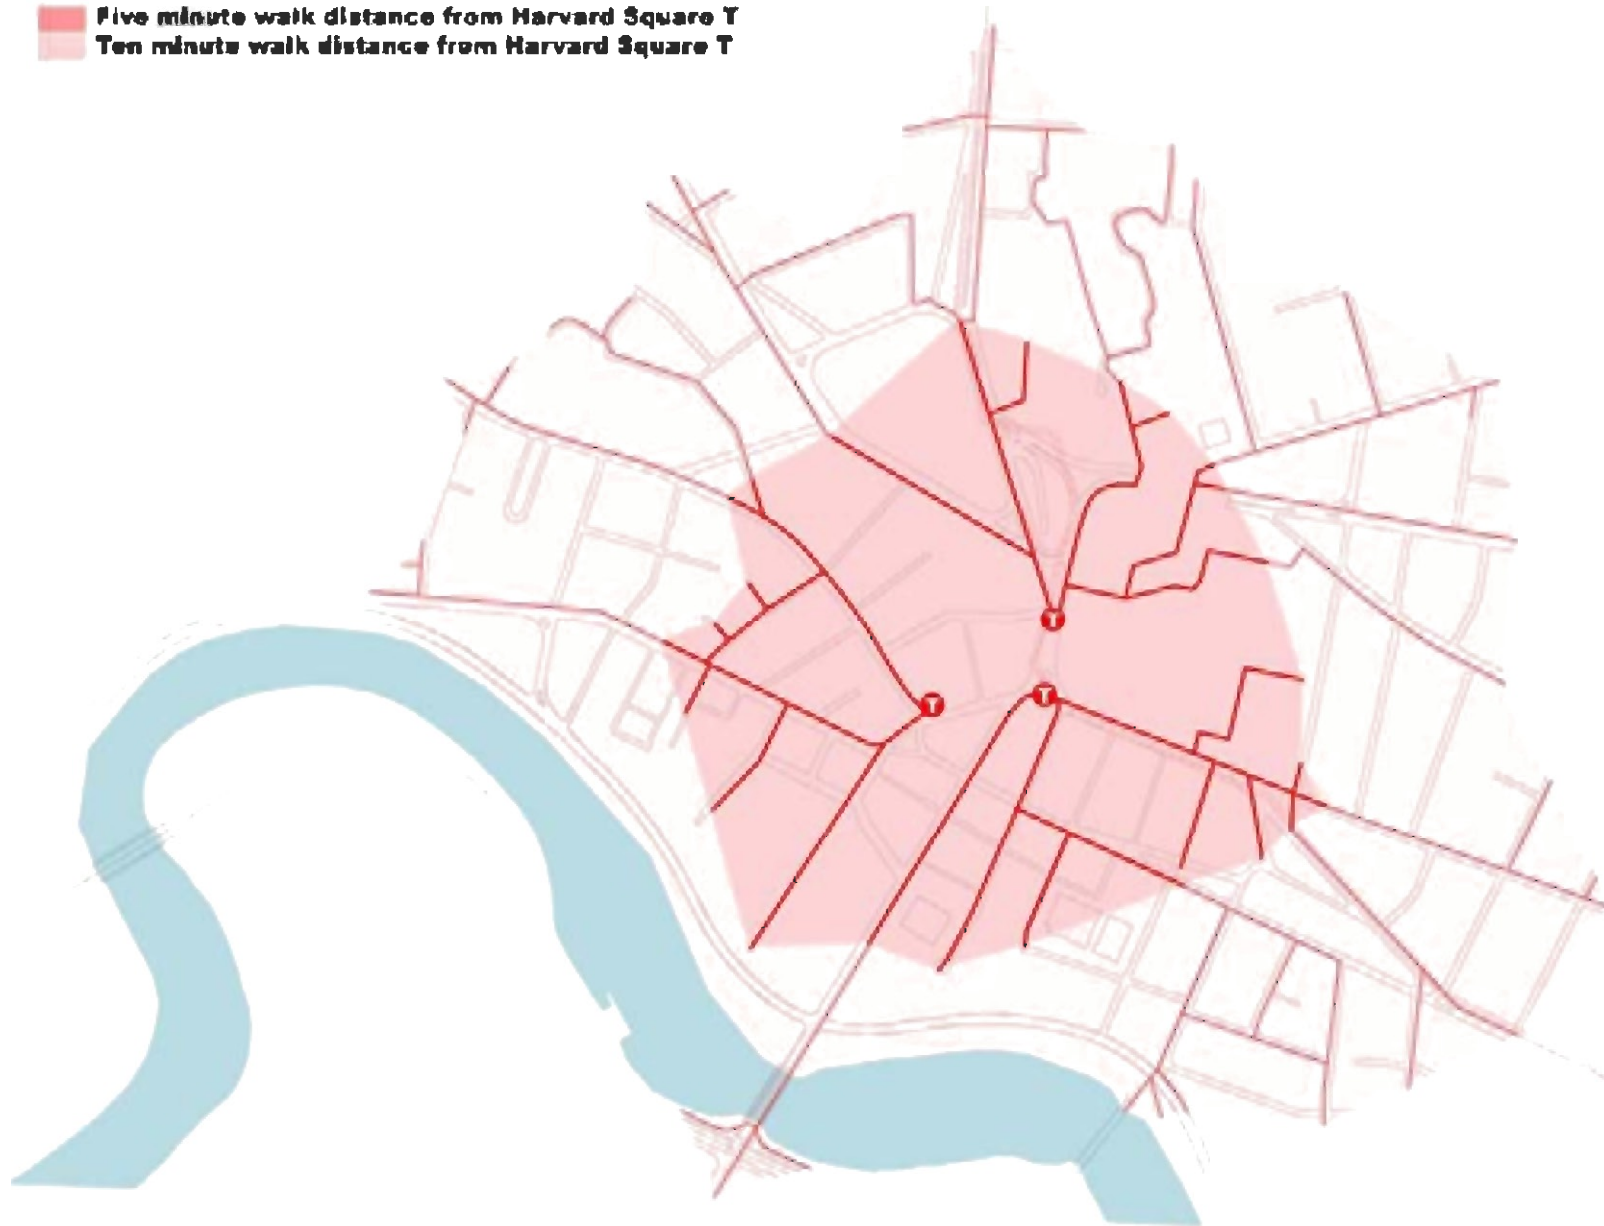 Five minute walk distance from Harvard Square T
Ten minute walk distance from Harvard Square T
T
T
T